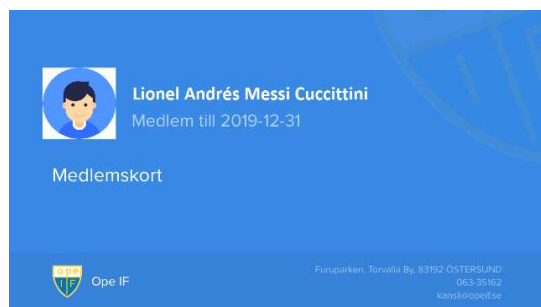 Lionel Andrés Messi Cuccittini
Medlem till 2019-12-31
Medlemskort
OPE
IF
Ope IF
Furuparken, Torvalla By, 83192 ÖSTERSUND
063-35162
kansli@opeif.se